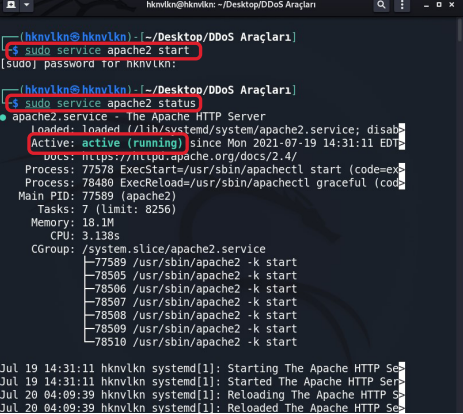 hknvlkn@hknvlkn: ~/Desktop/DDoS Araçları
┌──(hknvlkn㉿hknvlkn)-[~/Desktop/DDoS Araçları]
└─$ sudo service apache2 start
[sudo] password for hknvlkn:
┌──(hknvlkn㉿hknvlkn)-[~/Desktop/DDoS Araçları]
└─$ sudo service apache2 status
● apache2.service - The Apache HTTP Server
Loaded: loaded (/lib/systemd/system/apache2.service; disab>
Active: active (running) since Mon 2021-07-19 14:31:11 EDT>
Docs: https://httpd.apache.org/docs/2.4/
Process: 77578 ExecStart=/usr/sbin/apachectl start (code=ex>
Process: 78480 ExecReload=/usr/sbin/apachectl graceful (cod>
Main PID: 77589 (apache2)
Tasks: 7 (limit: 8256)
Memory: 18.1M
CPU: 3.138s
CGroup: /system.slice/apache2.service
├─77589 /usr/sbin/apache2 -k start
├─78505 /usr/sbin/apache2 -k start
├─78506 /usr/sbin/apache2 -k start
├─78507 /usr/sbin/apache2 -k start
├─78508 /usr/sbin/apache2 -k start
├─78509 /usr/sbin/apache2 -k start
└─78510 /usr/sbin/apache2 -k start
Jul 19 14:31:11 hknvlkn systemd[1]: Starting The Apache HTTP Se>
Jul 19 14:31:11 hknvlkn systemd[1]: Started The Apache HTTP Ser>
Jul 20 04:09:39 hknvlkn systemd[1]: Reloading The Apache HTTP S>
Jul 20 04:09:39 hknvlkn systemd[1]: Reloaded The Apache HTTP Se>